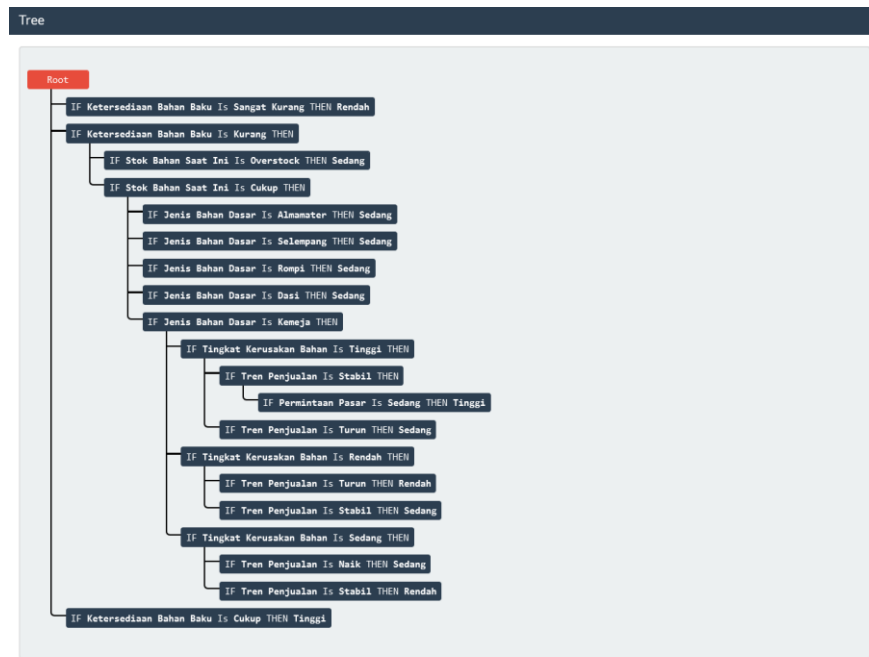 Tree
Root
IF Ketersediaan Bahan Baku Is Sangat Kurang THEN Rendah
IF Ketersediaan Bahan Baku Is Kurang THEN
IF Stok Bahan Saat Ini Is Overstock THEN Sedang
IF Stok Bahan Saat Ini Is Cukup THEN
IF Jenis Bahan Dasar Is Almamater THEN Sedang
IF Jenis Bahan Dasar Is Selempang THEN Sedang
IF Jenis Bahan Dasar Is Rompi THEN Sedang
IF Jenis Bahan Dasar Is Dasi THEN Sedang
IF Jenis Bahan Dasar Is Kemeja THEN
IF Tingkat Kerusakan Bahan Is Tinggi THEN
IF Tren Penjualan Is Stabil THEN
IF Permintaan Pasar Is Sedang THEN Tinggi
IF Tren Penjualan Is Turun THEN Sedang
IF Tingkat Kerusakan Bahan Is Rendah THEN
IF Tren Penjualan Is Turun THEN Rendah
IF Tren Penjualan Is Stabil THEN Sedang
IF Tingkat Kerusakan Bahan Is Sedang THEN
IF Tren Penjualan Is Naik THEN Sedang
IF Tren Penjualan Is Stabil THEN Rendah
IF Ketersediaan Bahan Baku Is Cukup THEN Tinggi